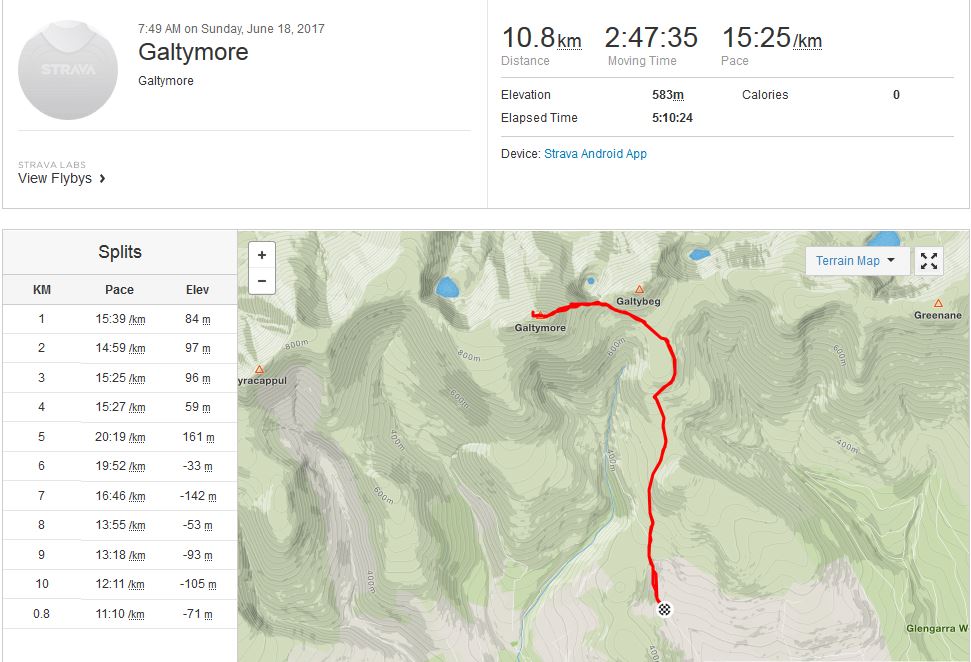 7:49 AM on Sunday, June 18, 2017
Galtymore
Galtymore
STRAVA
STRAVA LABS
View Flybys
10.8km 2:47:35 15:25/km
Distance Moving Time Pace
Elevation 583m Calories 0
Elapsed Time 5:10:24
Device: Strava Android App
Splits
KM Pace Elev
1 15:39 /km 84 m
2 14:59 /km 97 m
3 15:25 /km 96 m
4 15:27 /km 59 m
5 20:19 /km 161 m
6 19:52 /km -33 m
7 16:46 /km -142 m
8 13:55 /km -53 m
9 13:18 /km -93 m
10 12:11 /km -105 m
0.8 11:10 /km -71 m
+
−
Terrain Map
Galtybeg
Greenane
Galtymore
yracappul
800m
800m
600m
600m
600m
400m
400m
400m
600m
400m
400m
Glengarra W